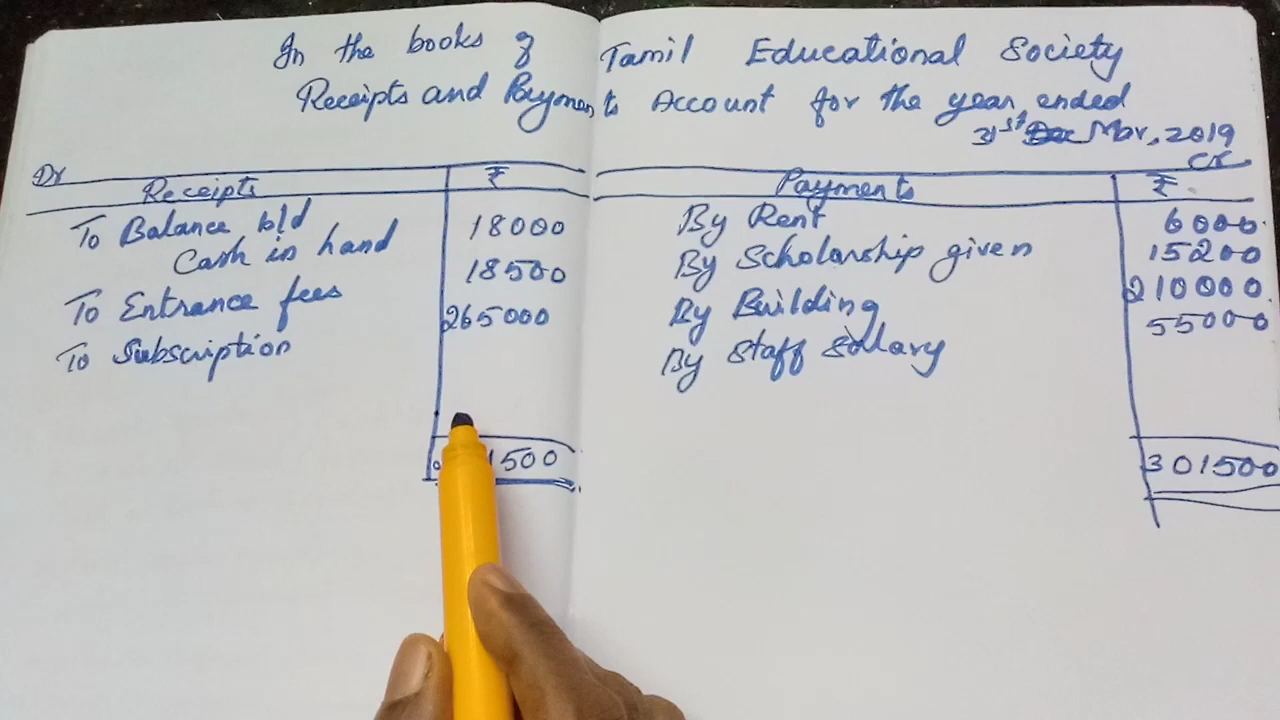 In the books of Tamil Educational Society
Receipts and Payments Account for the year ended
31st Mar, 2019
Dr
Cr
Receipts ₹
To Balance b/d
Cash in hand 18000
To Entrance fees 18500
To Subscription 265000
1500
Payments ₹
By Rent 6000
By Scholarship given 15200
By Building 210000
By Staff Salary 55000
301500